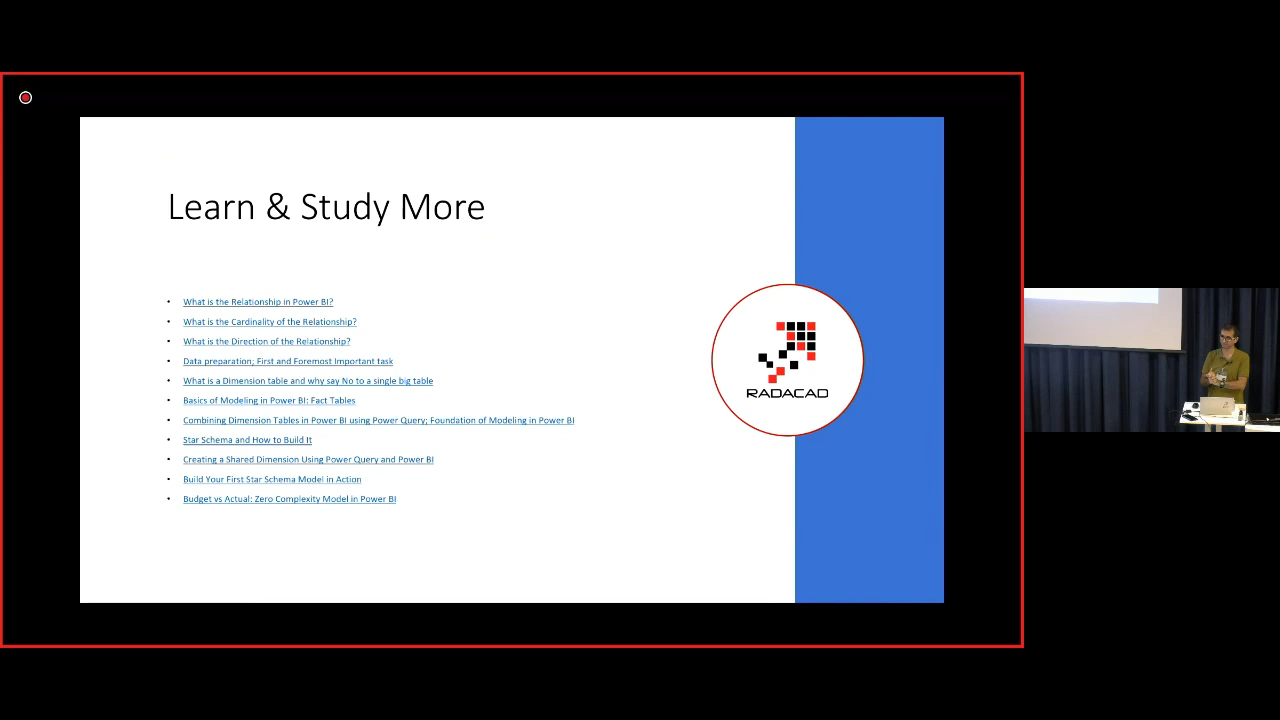 Learn & Study More
• What is the Relationship in Power BI?
• What is the Cardinality of the Relationship?
• What is the Direction of the Relationship?
• Data preparation; First and Foremost Important task
• What is a Dimension table and why say No to a single big table
• Basics of Modeling in Power BI: Fact Tables
• Combining Dimension Tables in Power BI using Power Query; Foundation of Modeling in Power BI
• Star Schema and How to Build It
• Creating a Shared Dimension Using Power Query and Power BI
• Build Your First Star Schema Model in Action
• Budget vs Actual: Zero Complexity Model in Power BI
RADACAD